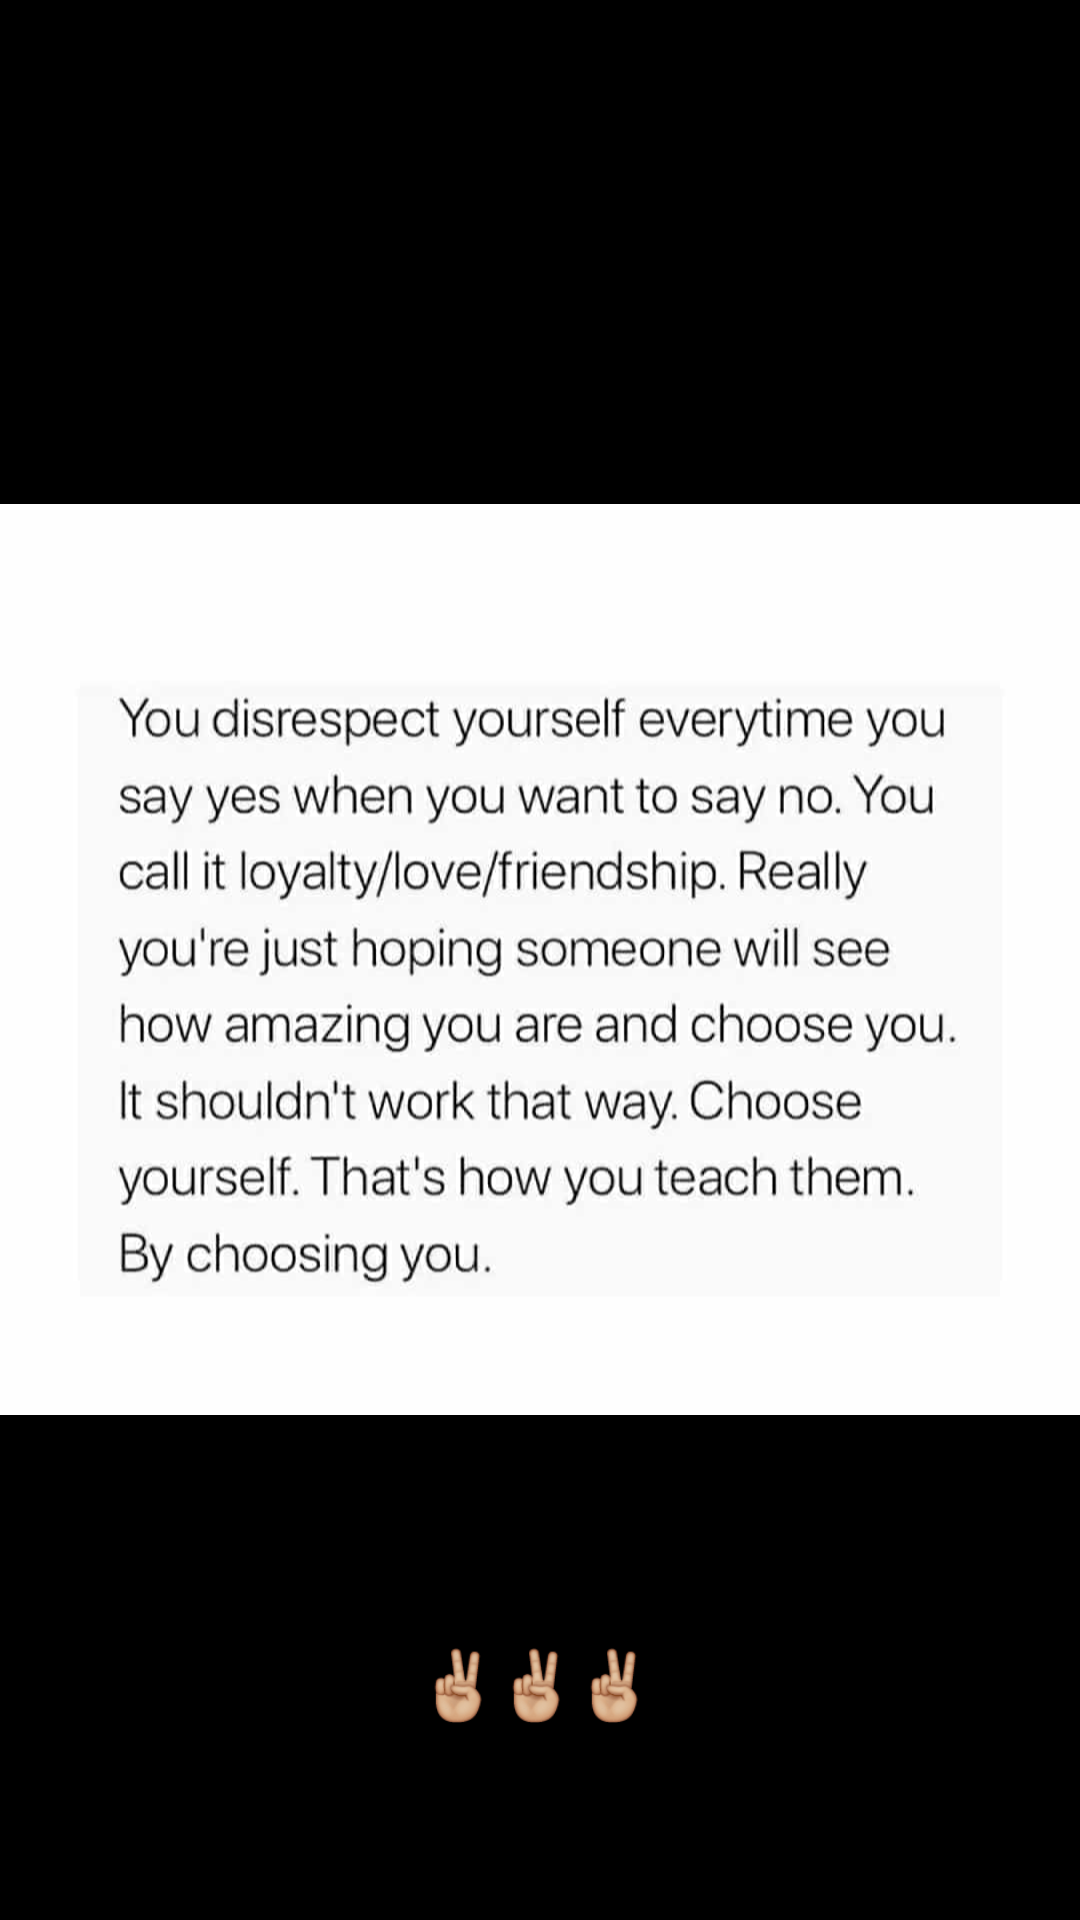 You disrespect yourself everytime you
say yes when you want to say no. You
call it loyalty/love/friendship. Really
you're just hoping someone will see
how amazing you are and choose you.
It shouldn't work that way. Choose
yourself. That's how you teach them.
By choosing you.
✌🏼✌🏼✌🏼